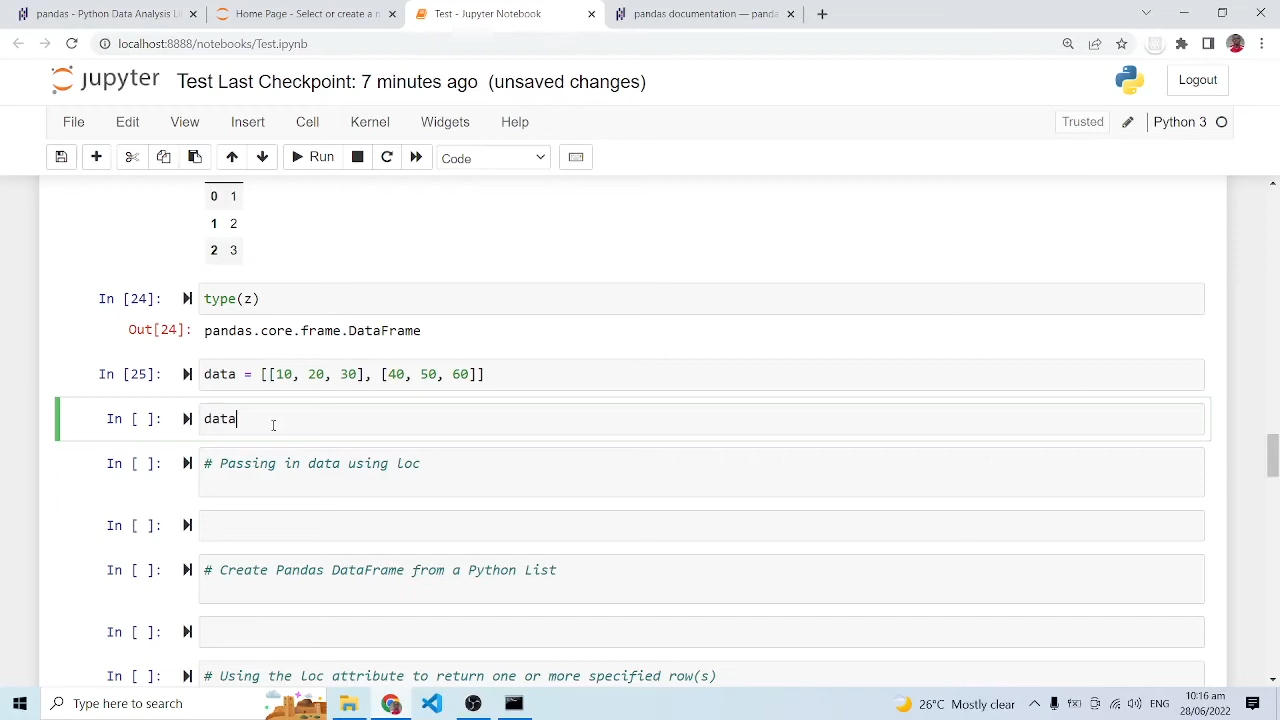 pandas - Python Data Analysis Li
Home Page - Select or create a n
Test - Jupyter Notebook
pandas documentation — panda
localhost:8888/notebooks/Test.ipynb
jupyter Test Last Checkpoint: 7 minutes ago (unsaved changes)
Logout
File Edit View Insert Cell Kernel Widgets Help
Trusted
Python 3
Run
Code
0 1
1 2
2 3
In [24]: type(z)
Out[24]: pandas.core.frame.DataFrame
In [25]: data = [[10, 20, 30], [40, 50, 60]]
In [ ]: data
In [ ]: # Passing in data using loc
In [ ]:
In [ ]: # Create Pandas DataFrame from a Python List
In [ ]:
In [ ]: # Using the loc attribute to return one or more specified row(s)
Type here to search
26°C Mostly clear
ENG
10:16 am
28/06/2022